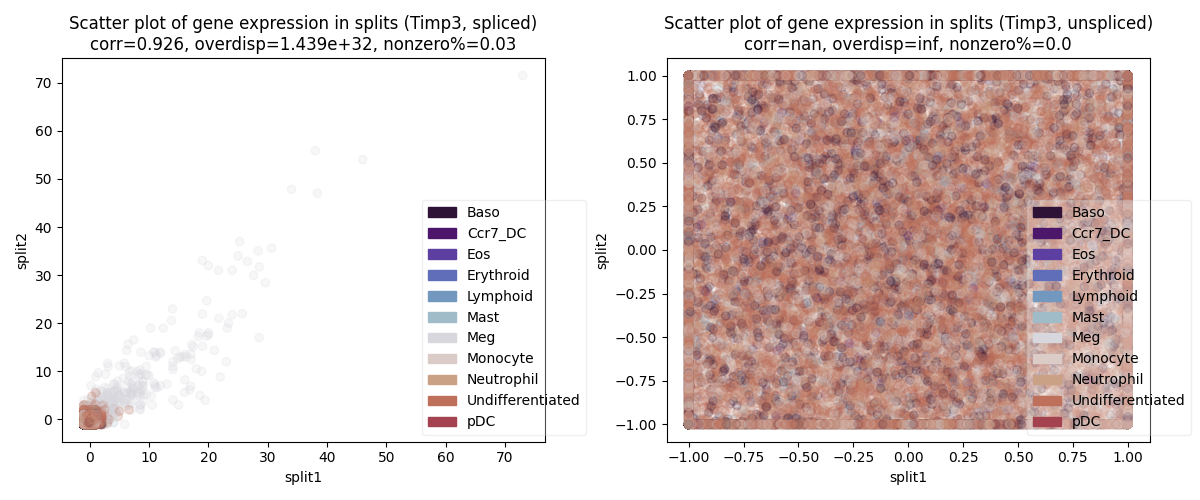 Scatter plot of gene expression in splits (Timp3, spliced)
corr=0.926, overdisp=1.439e+32, nonzero%=0.03
70
60
50
40
30
20
10
0
split2
0 10 20 30 40 50 60 70
split1
Baso
Ccr7_DC
Eos
Erythroid
Lymphoid
Mast
Meg
Monocyte
Neutrophil
Undifferentiated
pDC
Scatter plot of gene expression in splits (Timp3, unspliced)
corr=nan, overdisp=inf, nonzero%=0.0
1.00
0.75
0.50
0.25
0.00
−0.25
−0.50
−0.75
−1.00
split2
−1.00 −0.75 −0.50 −0.25 0.00 0.25 0.50 0.75 1.00
split1
Baso
Ccr7_DC
Eos
Erythroid
Lymphoid
Mast
Meg
Monocyte
Neutrophil
Undifferentiated
pDC